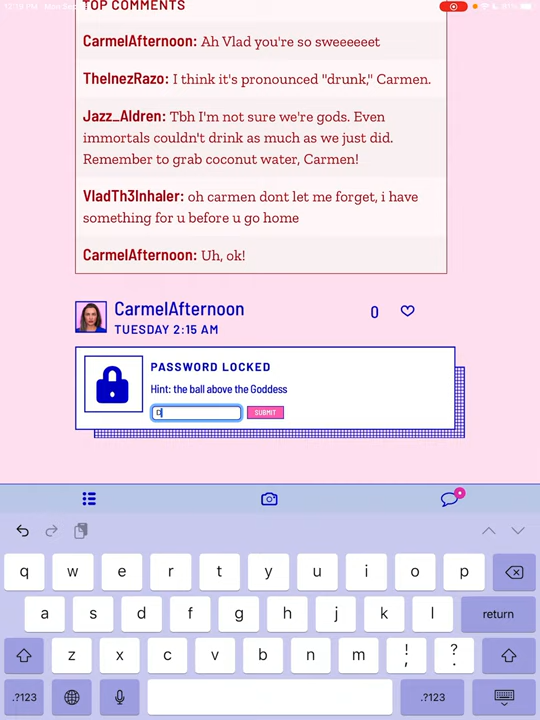 TOP COMMENTS
CarmelAfternoon: Ah Vlad you're so sweeeeeet
TheInezRazo: I think it's pronounced "drunk," Carmen.
Jazz_Aldren: Tbh I'm not sure we're gods. Even
immortals couldn't drink as much as we just did.
Remember to grab coconut water, Carmen!
VladTh3Inhaler: oh carmen dont let me forget, i have
something for u before u go home
CarmelAfternoon: Uh, ok!
CarmelAfternoon
0
TUESDAY 2:15 AM
PASSWORD LOCKED
Hint: the ball above the Goddess
D
SUBMIT
q w e r t y u i o p
a s d f g h j k l return
z x c v b n m ! , ? .
.?123 .?123